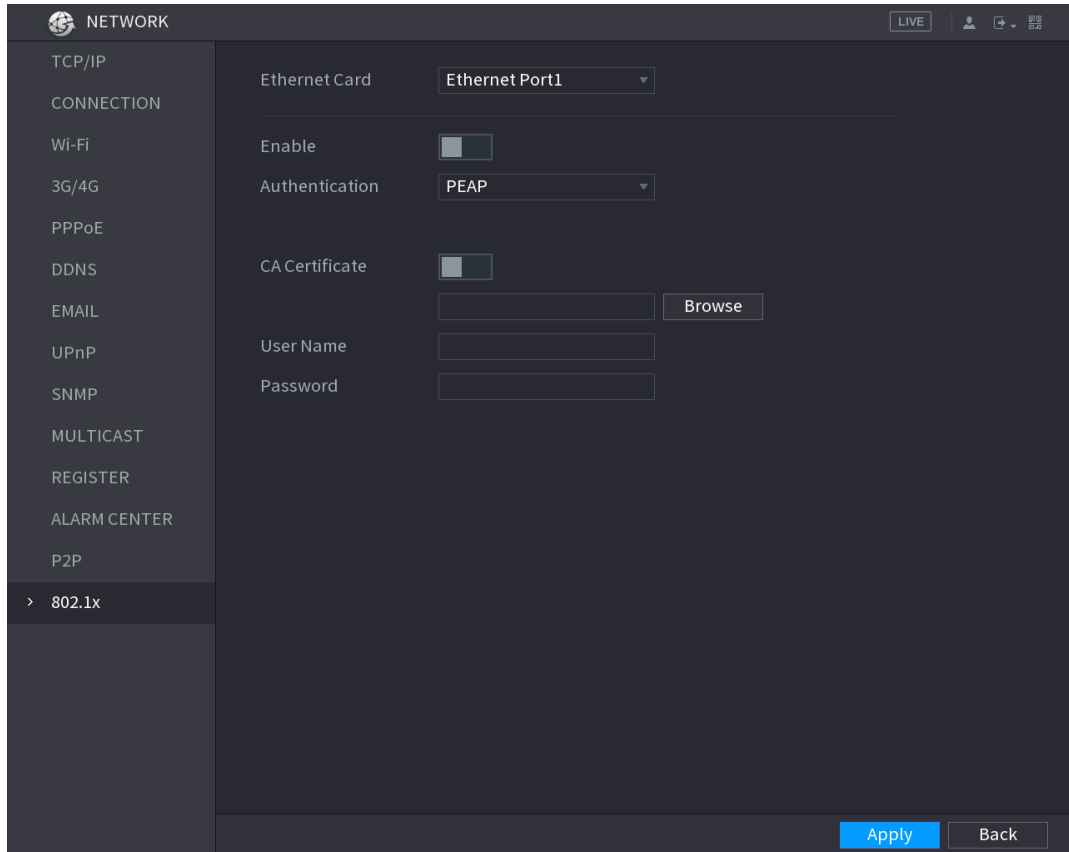 NETWORK
LIVE
TCP/IP
CONNECTION
Wi-Fi
3G/4G
PPPoE
DDNS
EMAIL
UPnP
SNMP
MULTICAST
REGISTER
ALARM CENTER
P2P
802.1x
Ethernet Card
Ethernet Port1
Enable
Authentication
PEAP
CA Certificate
Browse
User Name
Password
Apply
Back